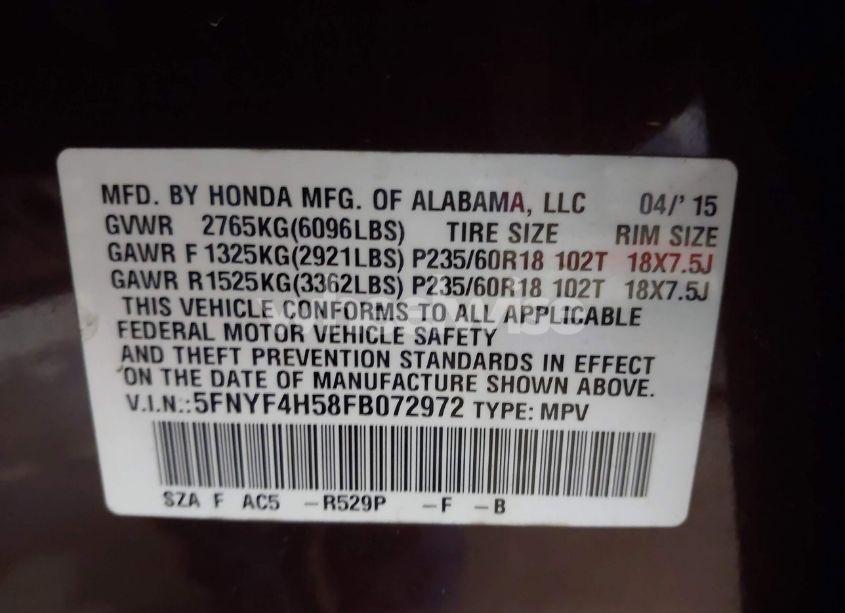 MFD. BY HONDA MFG. OF ALABAMA, LLC 04/' 15
GVWR 2765KG(6096LBS) TIRE SIZE RIM SIZE
GAWR F 1325KG(2921LBS) P235/60R18 102T 18X7.5J
GAWR R1525KG(3362LBS) P235/60R18 102T 18X7.5J
THIS VEHICLE CONFORMS TO ALL APPLICABLE
FEDERAL MOTOR VEHICLE SAFETY
AND THEFT PREVENTION STANDARDS IN EFFECT
ON THE DATE OF MANUFACTURE SHOWN ABOVE.
V.I.N.:5FNYF4H58FB072972 TYPE: MPV
SZA F AC5 -R529P -F -B